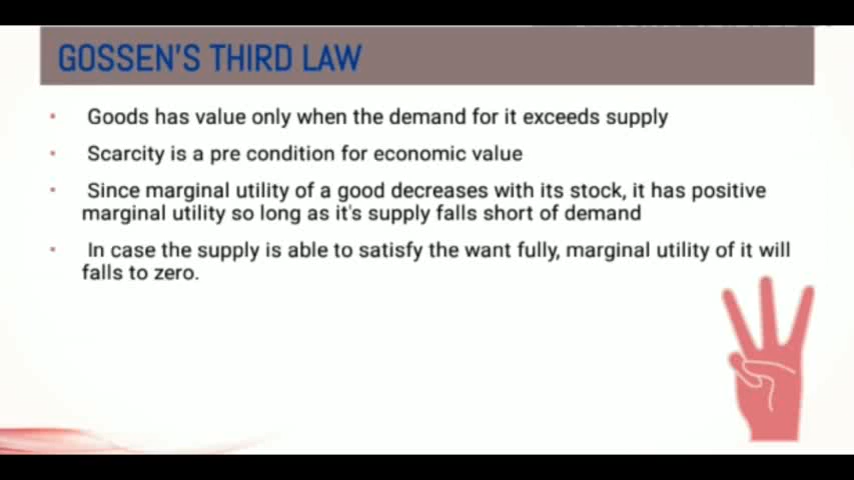 GOSSEN'S THIRD LAW
Goods has value only when the demand for it exceeds supply
Scarcity is a pre condition for economic value
Since marginal utility of a good decreases with its stock, it has positive
marginal utility so long as it's supply falls short of demand
In case the supply is able to satisfy the want fully, marginal utility of it will
falls to zero.